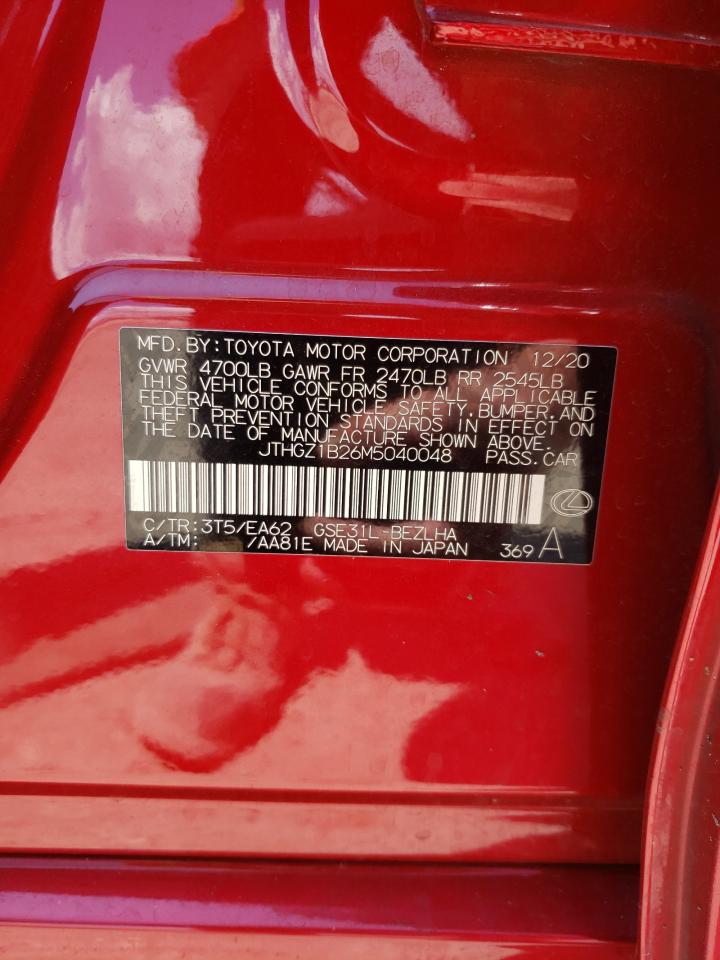 MFD.BY:TOYOTA MOTOR CORPORATION 12/20
GVWR 4700LB GAWR FR 2470LB RR 2545LB
THIS VEHICLE CONFORMS TO ALL APPLICABLE
FEDERAL MOTOR VEHICLE SAFETY,BUMPER,AND
THEFT PREVENTION STANDARDS IN EFFECT ON
THE DATE OF MANUFACTURE SHOWN ABOVE.
JTHGZ1B26M5040048 PASS.CAR
C/TR:3T5/EA62 GSE31L-BEZLHA
A/TM: /AA81E MADE IN JAPAN 369 A